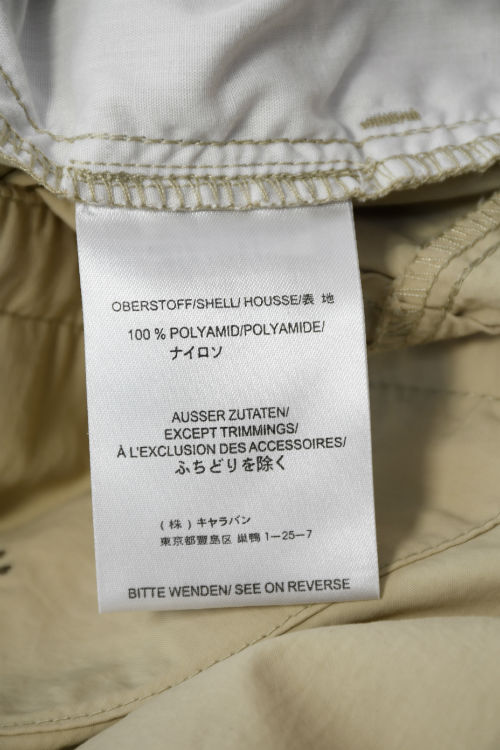 OBERSTOFF/SHELL/ HOUSSE/表 地
100 % POLYAMID/POLYAMIDE/
ナイロソ
AUSSER ZUTATEN/
EXCEPT TRIMMINGS/
À L'EXCLUSION DES ACCESSOIRES/
ふちどりを除く
(株) キャラバン
東京都豐島区 巣鴨 1-25-7
BITTE WENDEN/ SEE ON REVERSE